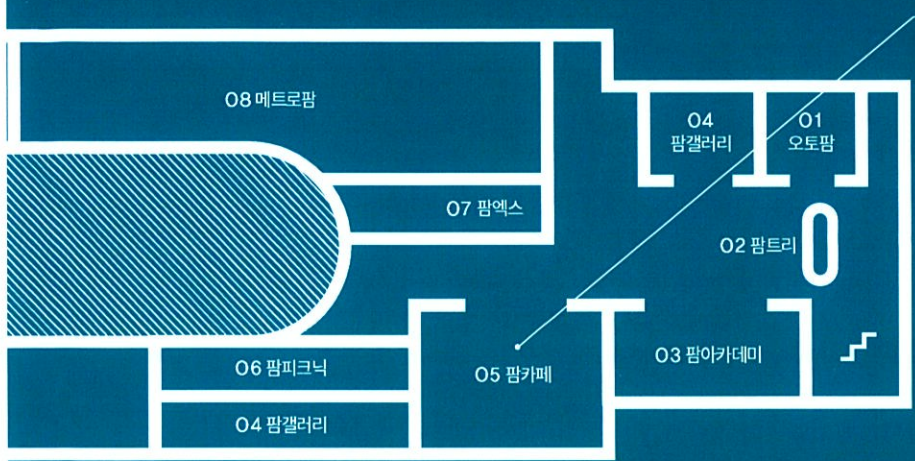 08 메트로팜
04
팜갤러리
01
오토팜
07 팜엑스
02 팜트리
06 팜피크닉
05 팜카페
03 팜아카데미
04 팜갤러리